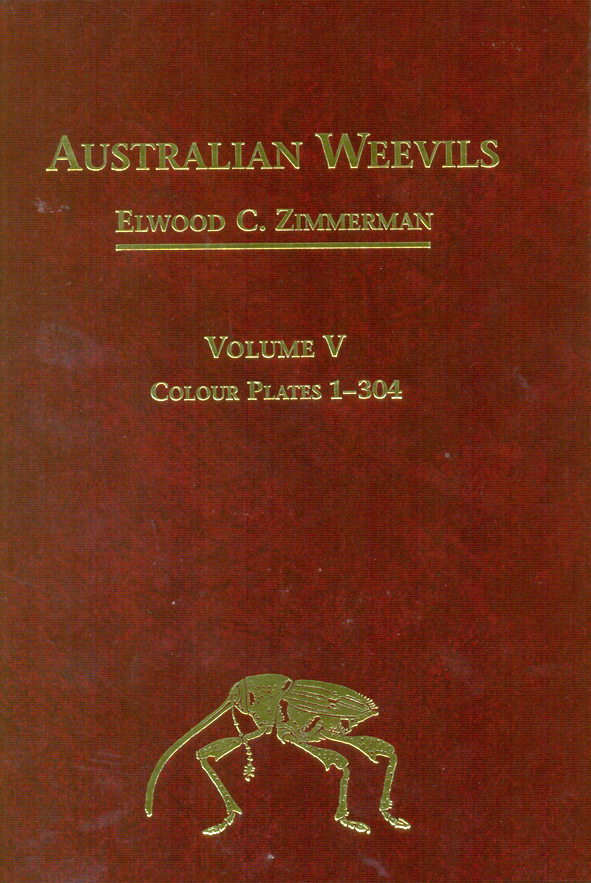 AUSTRALIAN WEEVILS
ELWOOD C. ZIMMERMAN
VOLUME V
COLOUR PLATES 1–304